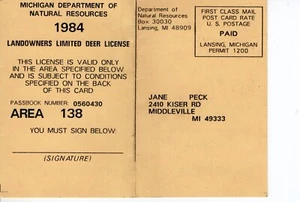 MICHIGAN DEPARTMENT OF
NATURAL RESOURCES
1984
LANDOWNERS LIMITED DEER LICENSE
THIS LICENSE IS VALID ONLY
IN THE AREA SPECIFIED BELOW
AND IS SUBJECT TO CONDITIONS
SPECIFIED ON THE BACK
OF THIS CARD
PASSBOOK NUMBER 0560430
AREA 138
YOU MUST SIGN BELOW:
(SIGNATURE)
Department of
Natural Resources
Box 30030
Lansing, MI 48909
FIRST CLASS MAIL
POST CARD RATE
U. S. POSTAGE
PAID
LANSING, MICHIGAN
PERMIT 1200
JANE PECK
2410 KISER RD
MIDDLEVILLE
MI 49333